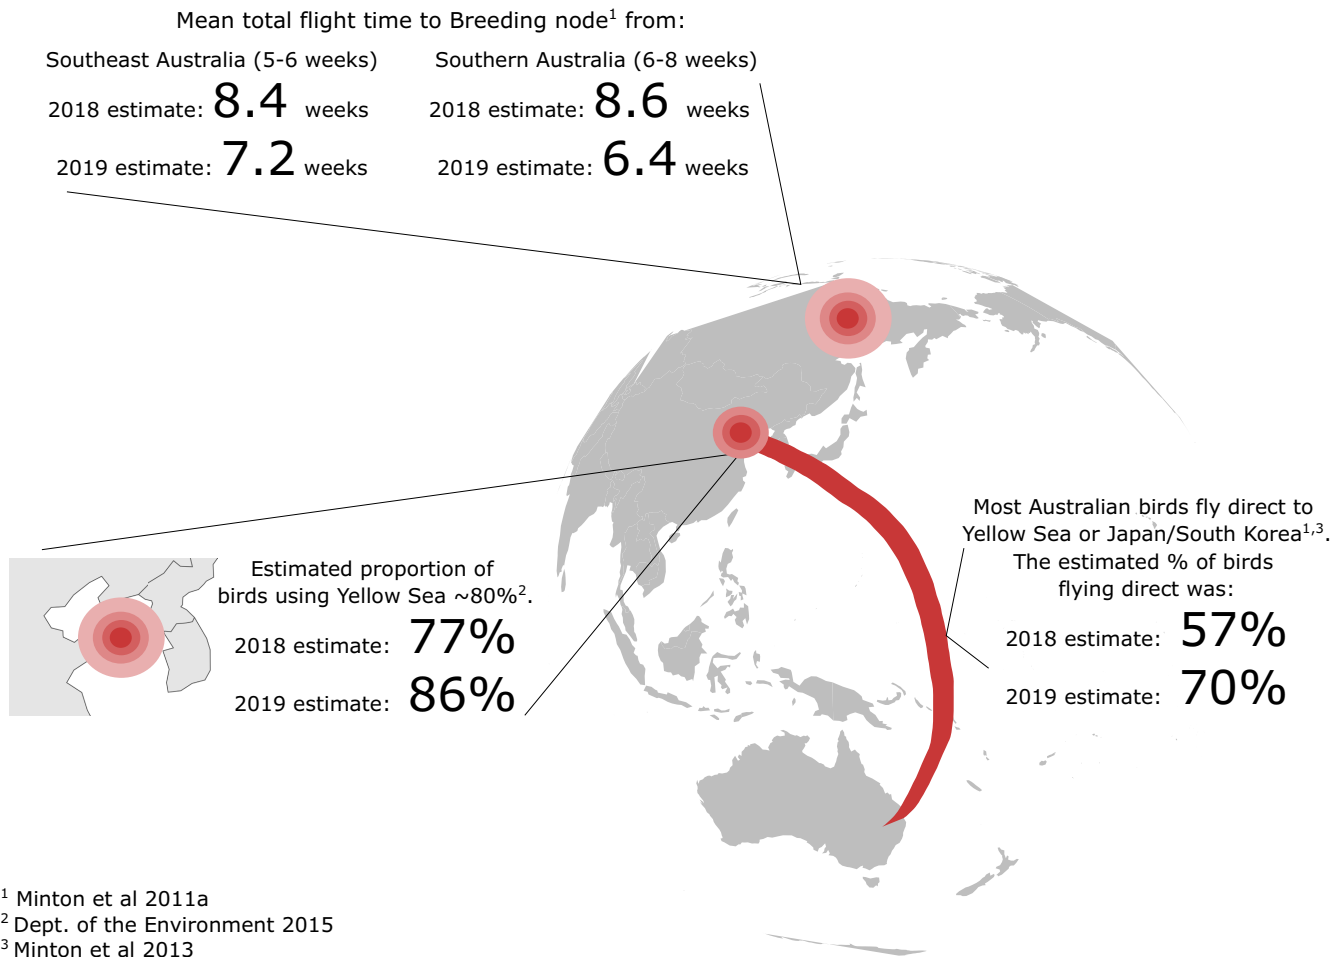 Mean total flight time to Breeding node¹ from:
Southeast Australia (5-6 weeks)
2018 estimate: 8.4 weeks
2019 estimate: 7.2 weeks
Southern Australia (6-8 weeks)
2018 estimate: 8.6 weeks
2019 estimate: 6.4 weeks
Most Australian birds fly direct to
Yellow Sea or Japan/South Korea¹,³.
The estimated % of birds
flying direct was:
2018 estimate: 57%
2019 estimate: 70%
Estimated proportion of
birds using Yellow Sea ~80%².
2018 estimate: 77%
2019 estimate: 86%
¹ Minton et al 2011a
² Dept. of the Environment 2015
³ Minton et al 2013